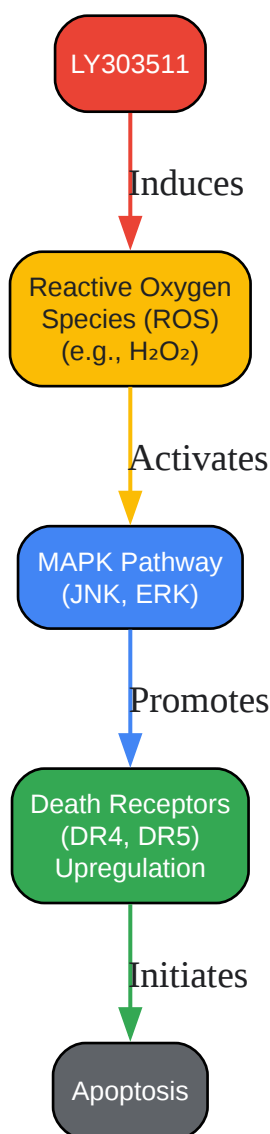 LY303511
Induces
Reactive Oxygen
Species (ROS)
(e.g., H₂O₂)
Activates
MAPK Pathway
(JNK, ERK)
Promotes
Death Receptors
(DR4, DR5)
Upregulation
Initiates
Apoptosis